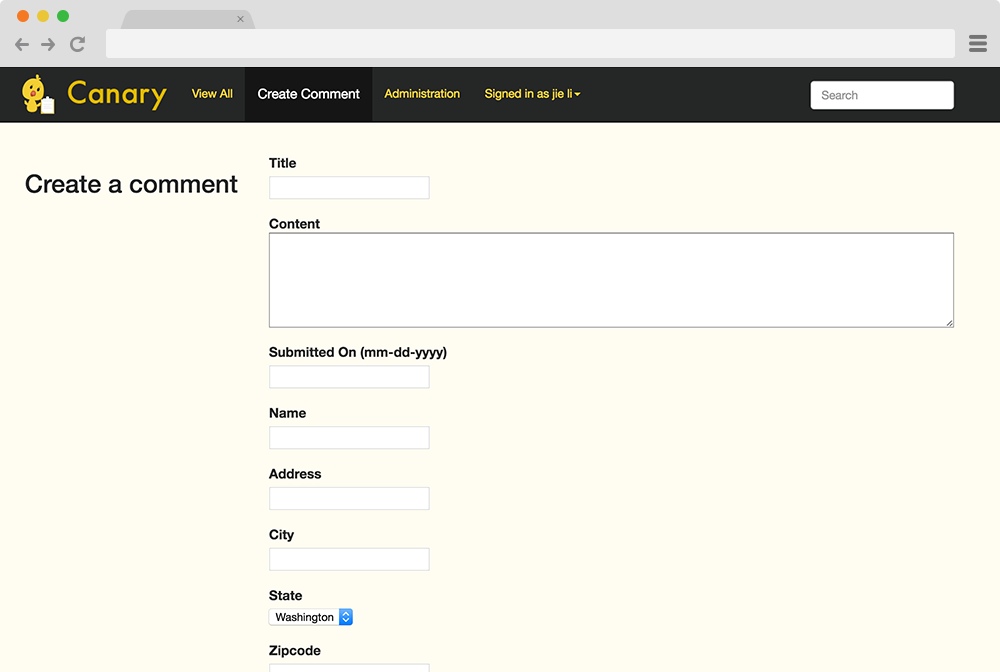 Canary View All Create Comment Administration Signed in as jie li Search
Create a comment
Title
Content
Submitted On (mm-dd-yyyy)
Name
Address
City
State
Washington
Zipcode